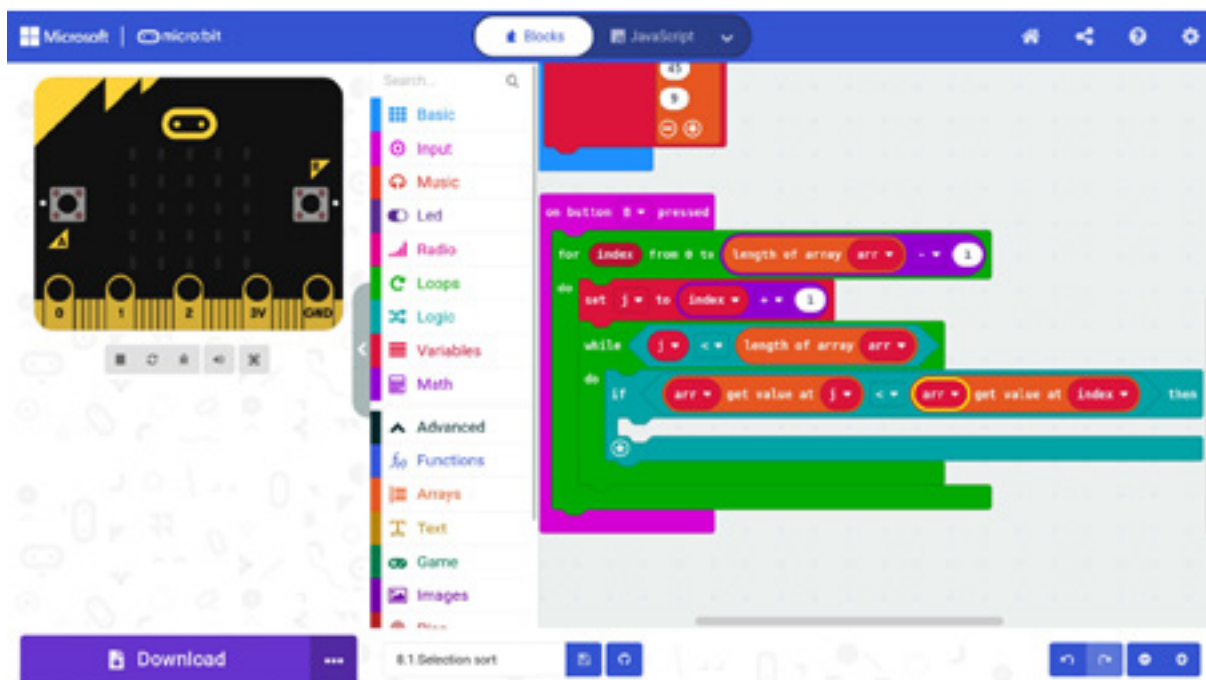 Microsoft | micro:bit
Blocks
JavaScript
Search...
Basic
Input
Music
Led
Radio
Loops
Logic
Variables
Math
Advanced
Functions
Arrays
Text
Game
Images
A
B
0 1 2 3V GND
Download
45
9
on button B pressed
for index from 0 to length of array arr - 1
do
set j to index + 1
while j < length of array arr
do
if arr get value at j < arr get value at index then
8.1.Selection sort